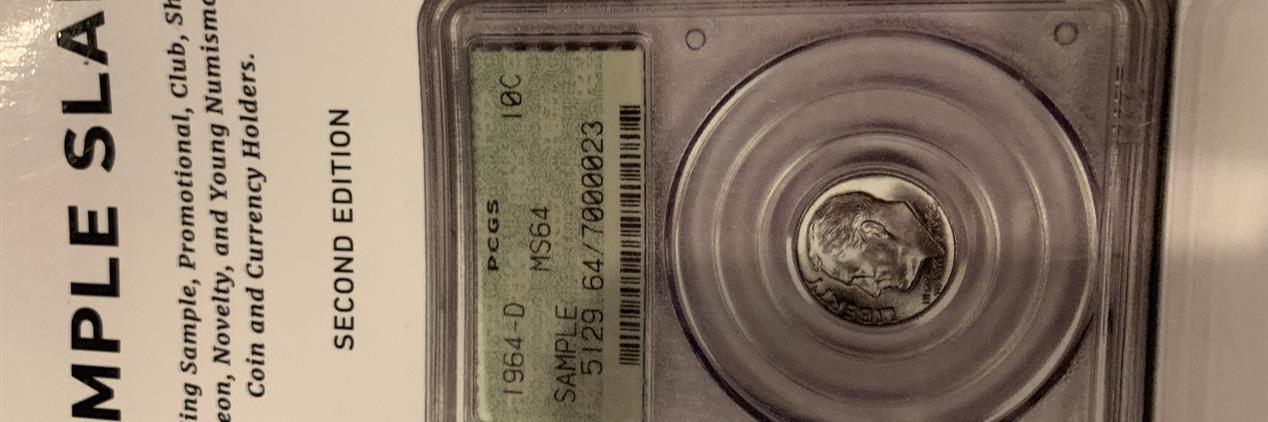 MPLE SLA
ing Sample, Promotional, Club, Sh
eon, Novelty, and Young Numism
Coin and Currency Holders.
SECOND EDITION
PCGS
1964-D 10C
SAMPLE MS64
5129.64/7000023